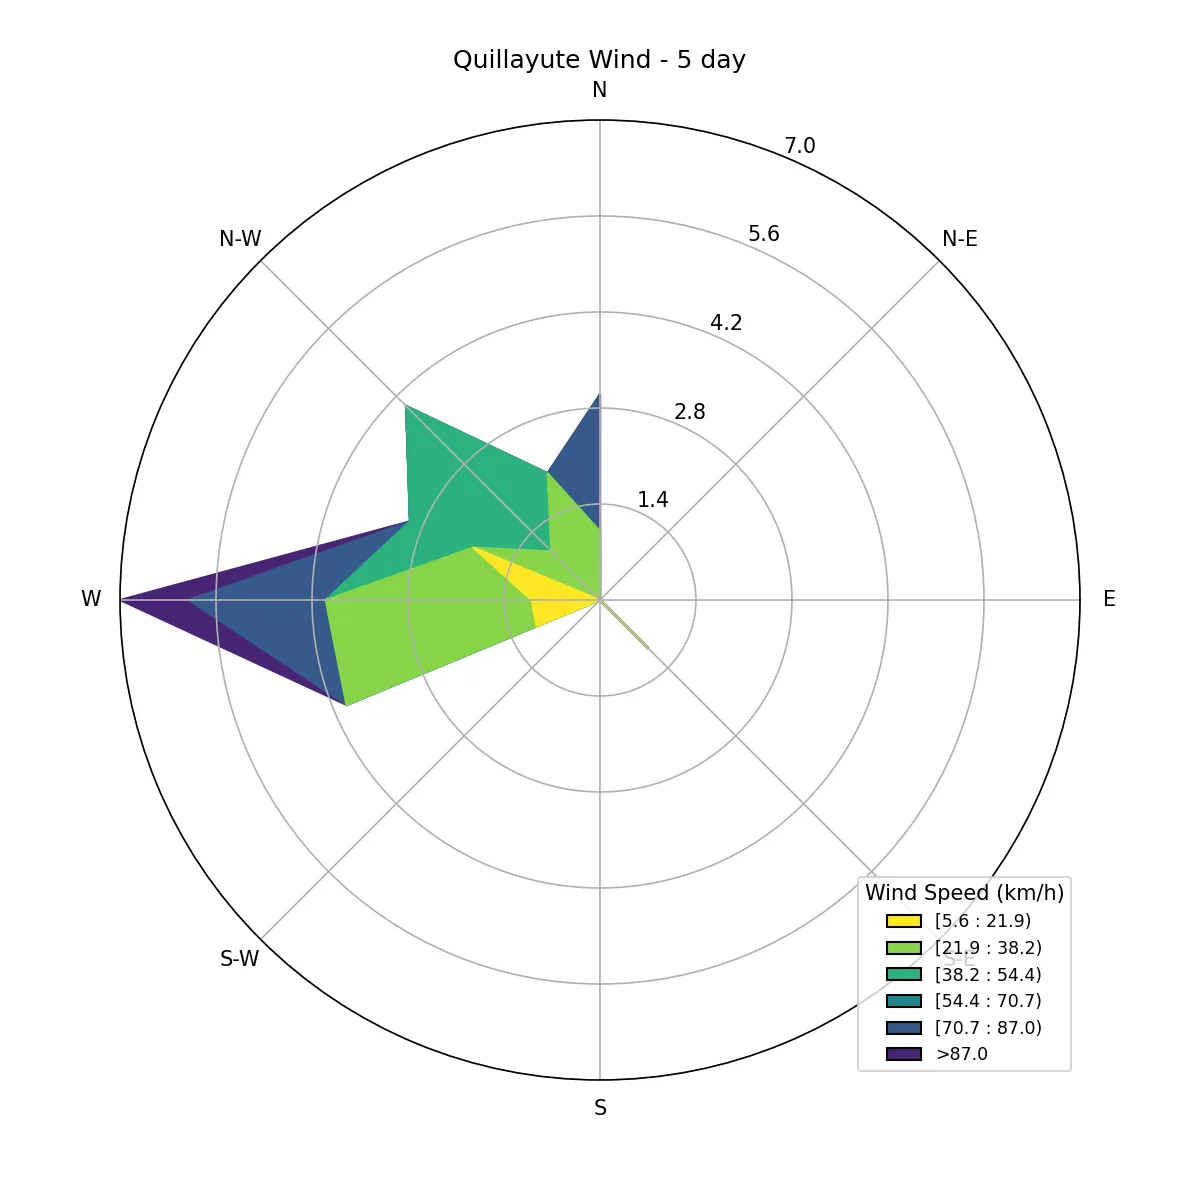 Quillayute Wind - 5 day
N
7.0
N-W
5.6
N-E
4.2
2.8
1.4
W
E
S-W
S-E
S
Wind Speed (km/h)
[5.6 : 21.9)
[21.9 : 38.2)
[38.2 : 54.4)
[54.4 : 70.7)
[70.7 : 87.0)
>87.0